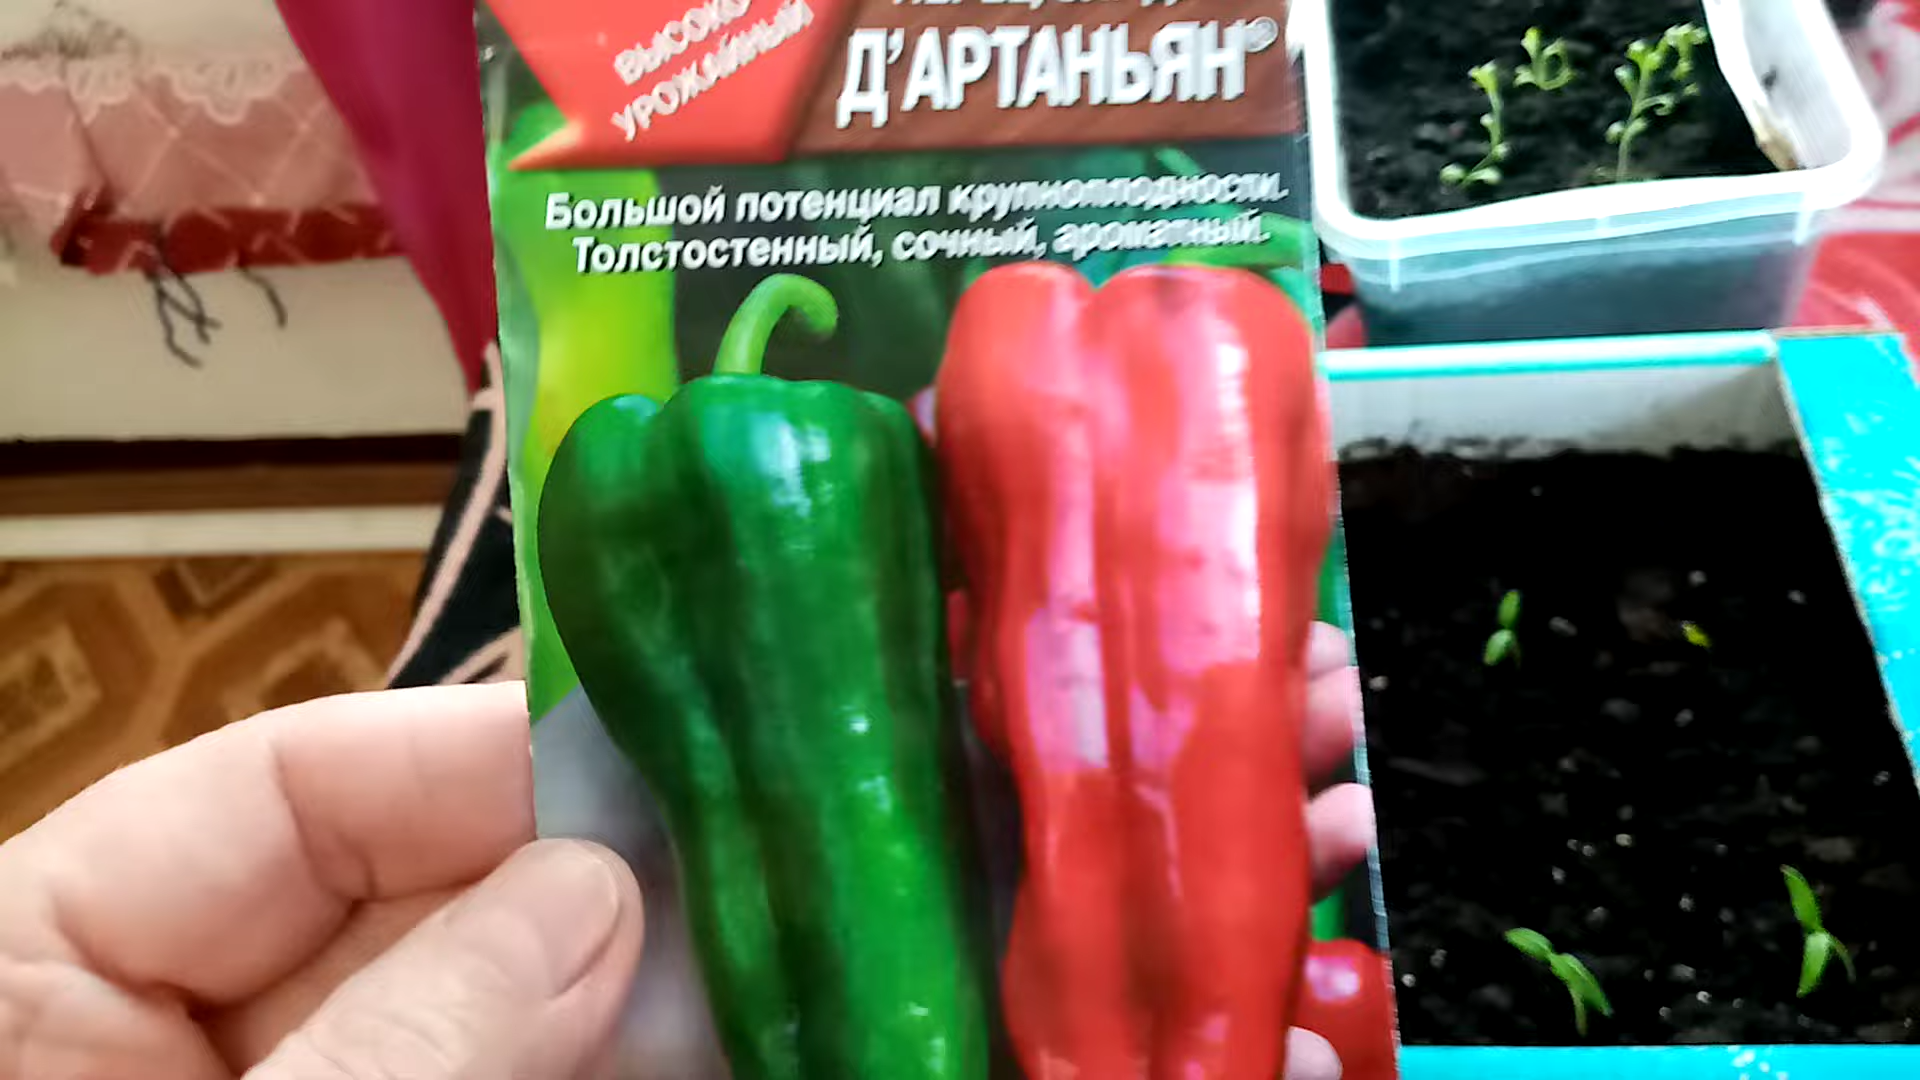 ВЫСОКО
УРОЖАЙНЫЙ
Д'АРТАНЬЯН®
Большой потенциал крупноплодности.
Толстостенный, сочный, ароматный.